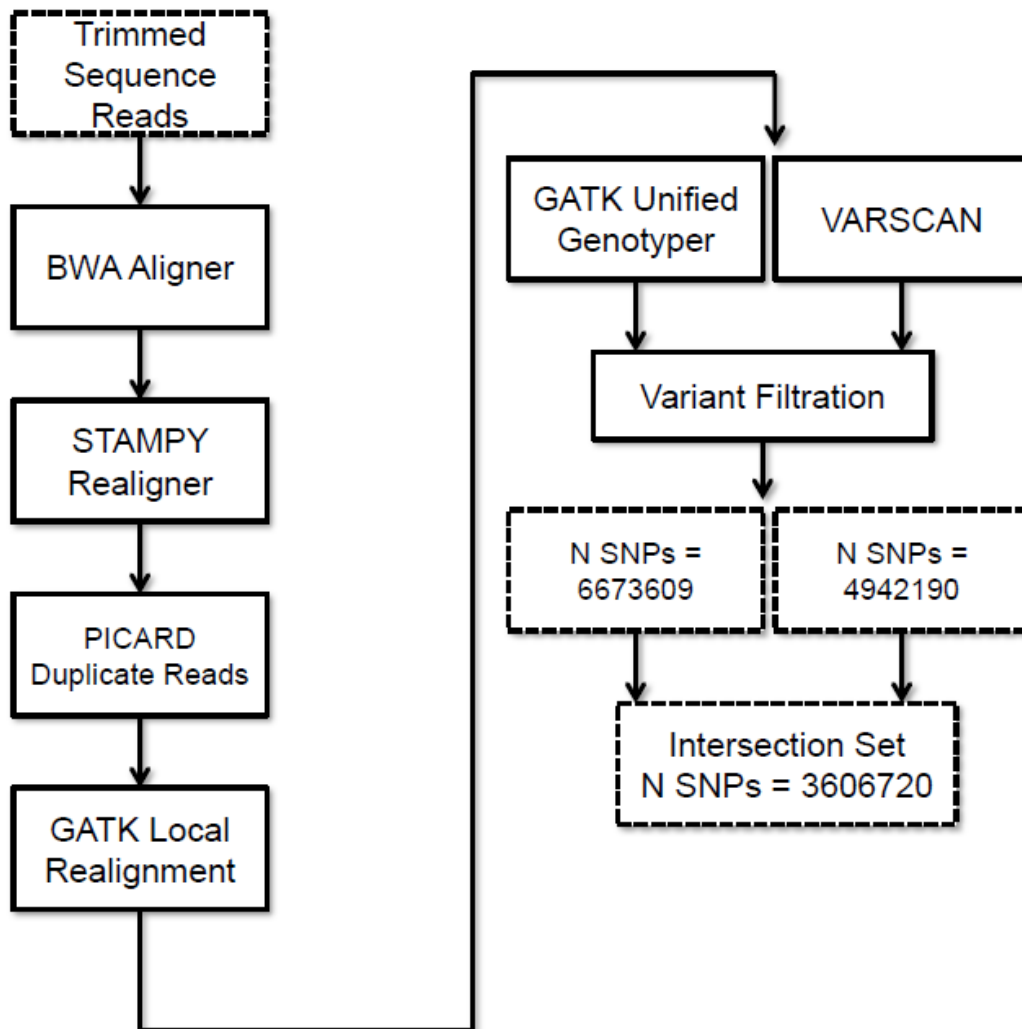 Trimmed
Sequence
Reads
BWA Aligner
STAMPY
Realigner
PICARD
Duplicate Reads
GATK Local
Realignment
GATK Unified
Genotyper
VARSCAN
Variant Filtration
N SNPs =
6673609
N SNPs =
4942190
Intersection Set
N SNPs = 3606720